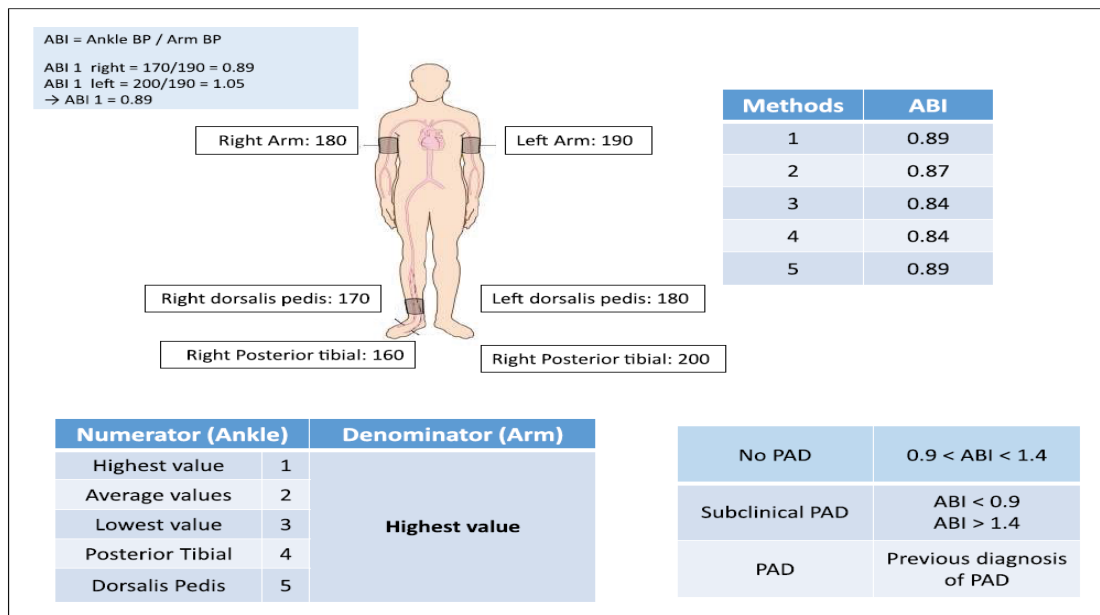 ABI = Ankle BP / Arm BP
ABI 1 right = 170/190 = 0.89
ABI 1 left = 200/190 = 1.05
→ ABI 1 = 0.89
Right Arm: 180
Left Arm: 190
Right dorsalis pedis: 170
Left dorsalis pedis: 180
Right Posterior tibial: 160
Right Posterior tibial: 200
Methods ABI
1 0.89
2 0.87
3 0.84
4 0.84
5 0.89
Numerator (Ankle) Denominator (Arm)
Highest value 1
Average values 2
Lowest value 3
Posterior Tibial 4
Dorsalis Pedis 5
Highest value
No PAD 0.9 < ABI < 1.4
Subclinical PAD ABI < 0.9
ABI > 1.4
PAD Previous diagnosis
of PAD